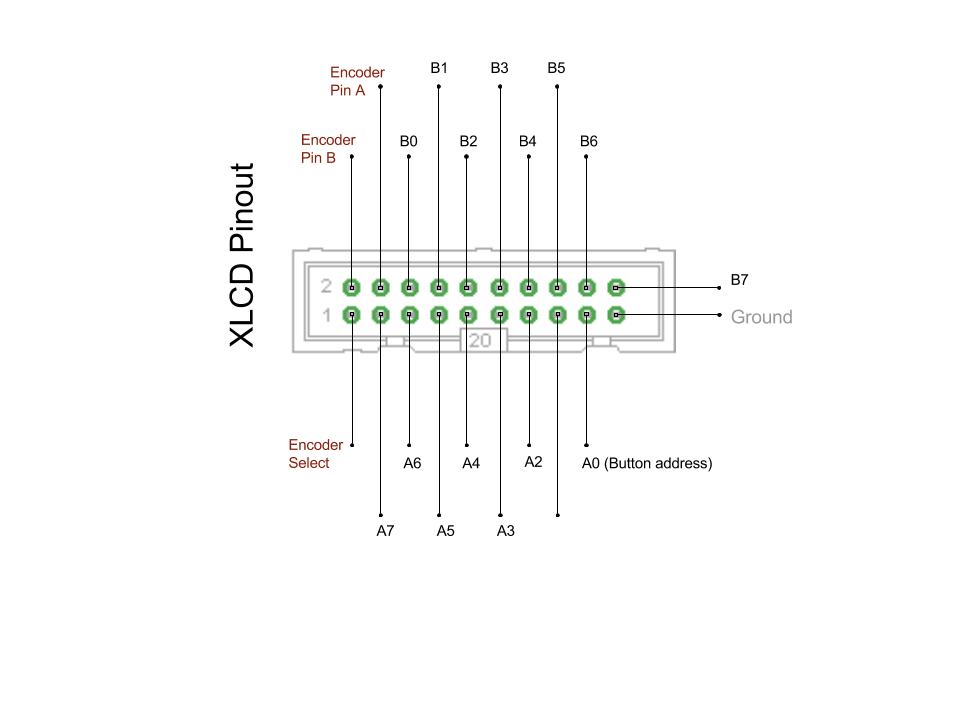 Encoder
Pin A
B1
B3
B5
Encoder
Pin B
B0
B2
B4
B6
XLCD Pinout
2
B7
1
Ground
20
Encoder
Select
A6
A4
A2
A0 (Button address)
A7
A5
A3